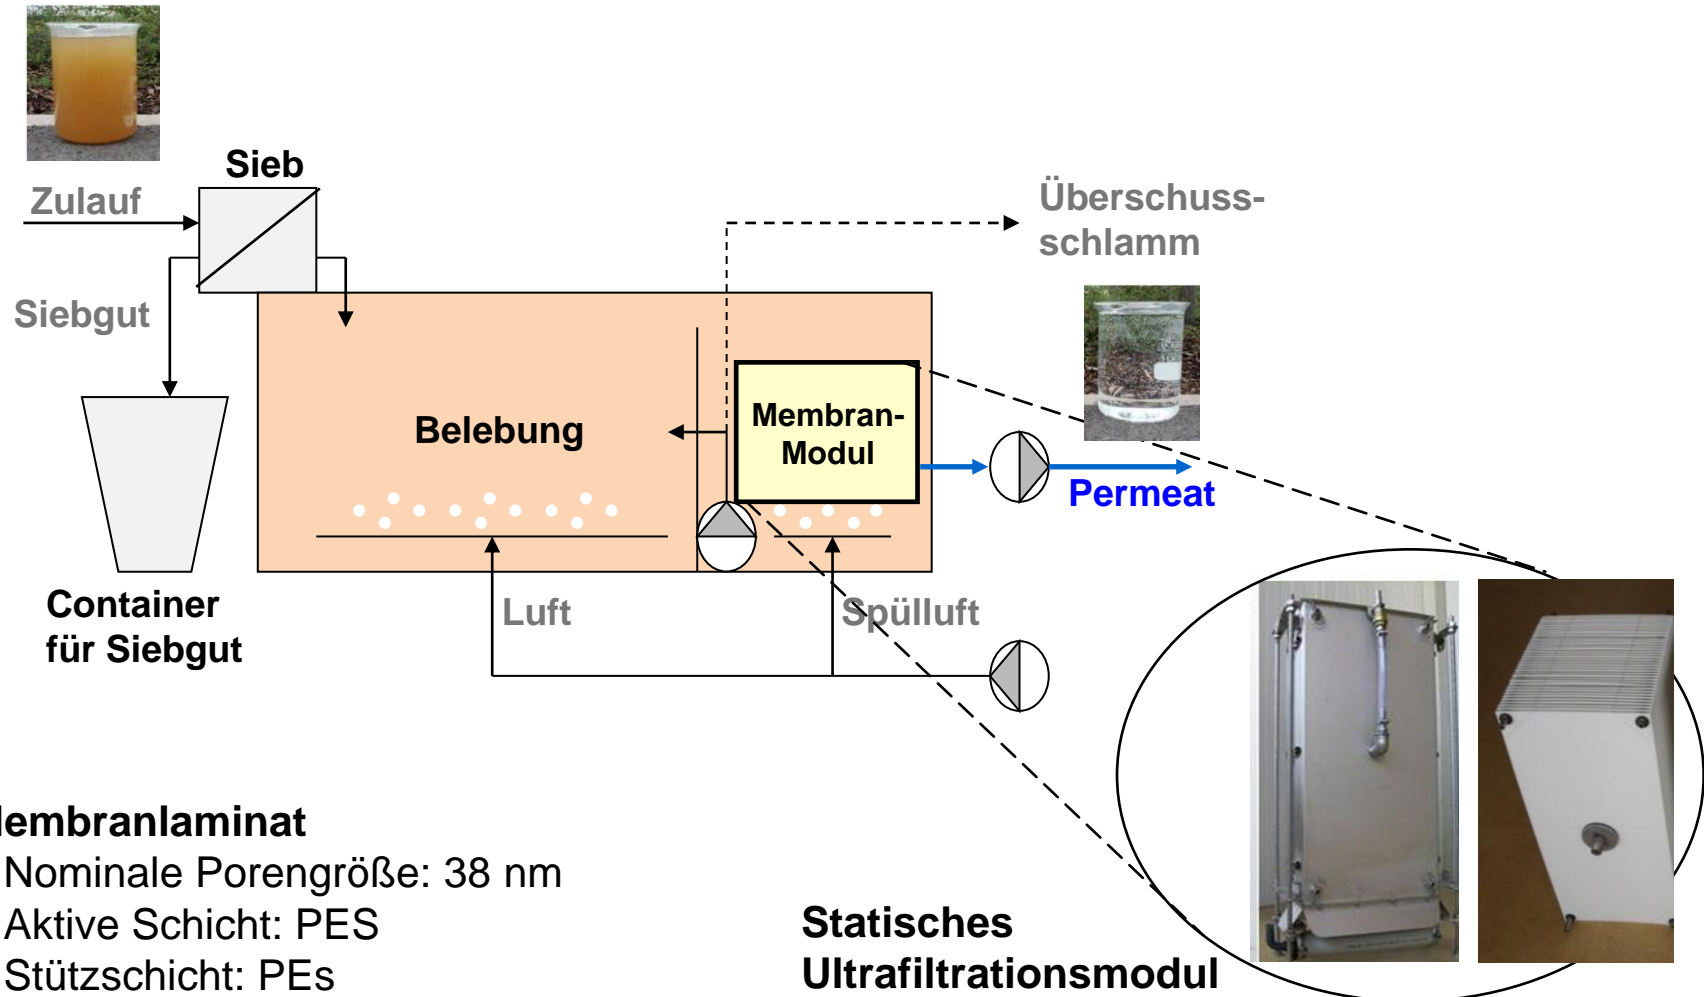 Sieb
Zulauf
Überschuss-
schlamm
Siebgut
Belebung
Membran-
Modul
Permeat
Container
für Siebgut
Luft
Spülluft
embranlaminat
Nominale Porengröße: 38 nm
Aktive Schicht: PES
Stützschicht: PEs
Statisches
Ultrafiltrationsmodul